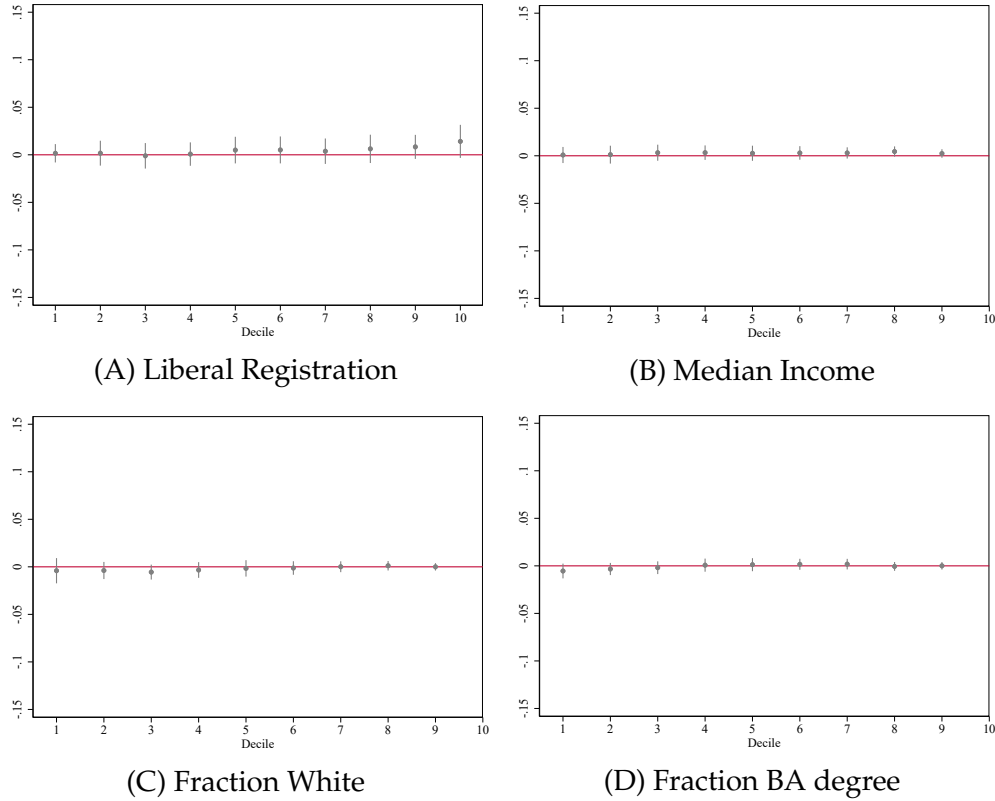 .15
.1
.05
0
-.05
-.1
-.15
1 2 3 4 5 6 7 8 9 10
Decile
(A) Liberal Registration
.15
.1
.05
0
-.05
-.1
-.15
1 2 3 4 5 6 7 8 9 10
Decile
(B) Median Income
.15
.1
.05
0
-.05
-.1
-.15
1 2 3 4 5 6 7 8 9 10
Decile
(C) Fraction White
.15
.1
.05
0
-.05
-.1
-.15
1 2 3 4 5 6 7 8 9 10
Decile
(D) Fraction BA degree